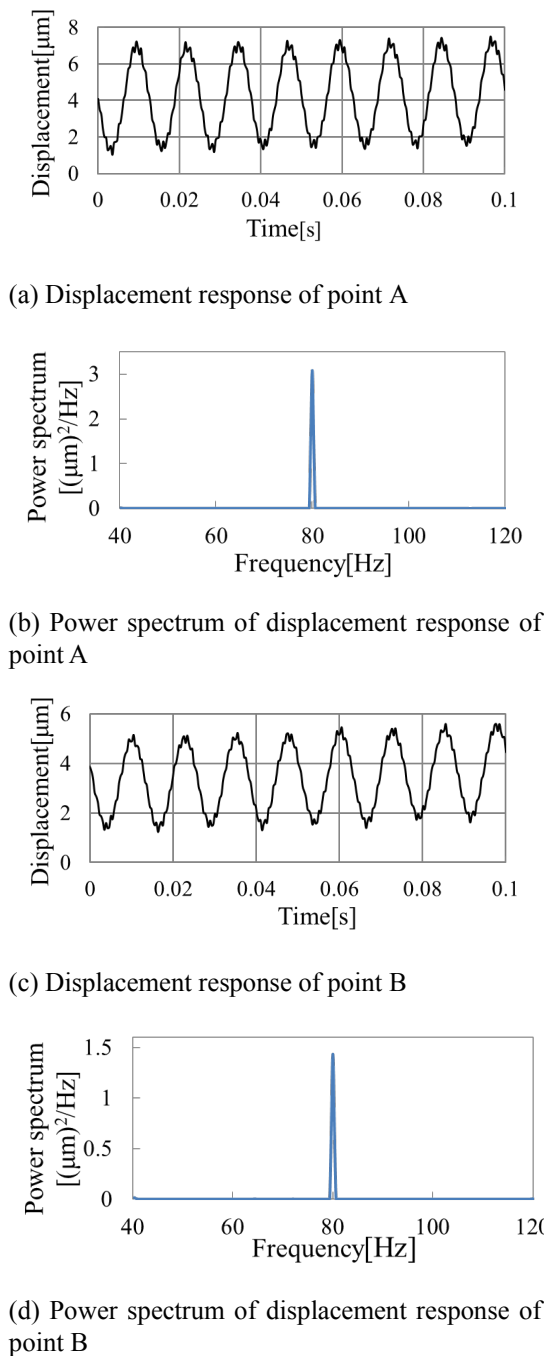 Displacement[μm]
8
6
4
2
0
0 0.02 0.04 0.06 0.08 0.1
Time[s]
(a) Displacement response of point A
Power spectrum
[(μm)²/Hz]
3
2
1
0
40 60 80 100 120
Frequency[Hz]
(b) Power spectrum of displacement response of
point A
Displacement[μm]
6
4
2
0
0 0.02 0.04 0.06 0.08 0.1
Time[s]
(c) Displacement response of point B
Power spectrum
[(μm)²/Hz]
1.5
1
0.5
0
40 60 80 100 120
Frequency[Hz]
(d) Power spectrum of displacement response of
point B